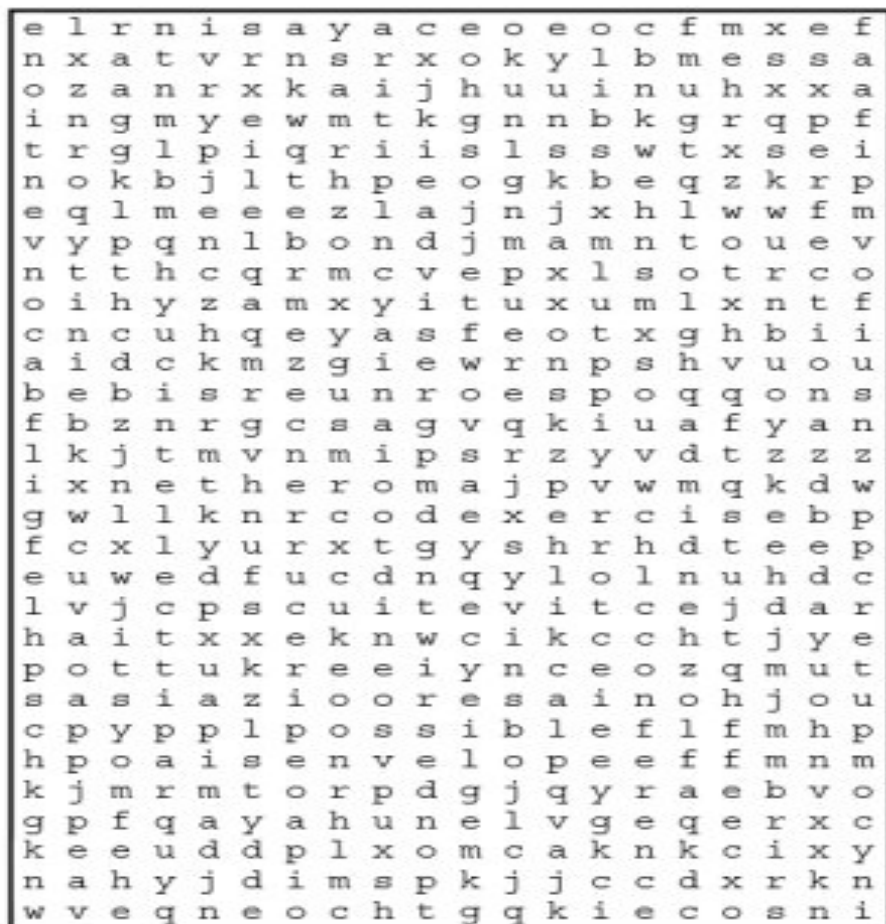 e l r n i s a y a c e o e o c f m x e f
n x a t v r n s r x o k y l b m e s s a
o z a n r x k a i j h u u i n u h x x a
i n g m y e w m t k g n n b k g r q p f
t r g l p i q r i i s l s s w t x s e i
n o k b j l t h p e o g k b e q z k r p
e q l m e e e z l a j n j x h l w w f m
v y p q n l b o n d j m a m n t o u e v
n t t h c q r m c v e p x l s o t r c o
o i h y z a m x y i t u x u m l x n t f
c n c u h q e y a s f e o t x g h b i i
a i d c k m z g i e w r n p s h v u o u
b e b i s r e u n r o e s p o q q o n s
f b z n r g c s a g v q k i u a f y a n
l k j t m v n m i p s r z y v d t z z z
i x n e t h e r o m a j p v w m q k d w
g w l l k n r c o d e x e r c i s e b p
f c x l y u r x t g y s h r h d t e e p
e u w e d f u c d n q y l o l n u h d c
l v j c p s c u i t e v i t c e j d a r
h a i t x x e k n w c i k c c h t j y e
p o t t u k r e e i y n c e o z q m u t
s a s i a z i o o r e s a i n o h j o u
c p y p p l p o s s i b l e f l f m h p
h p o a i s e n v e l o p e e f f m n m
k j m r m t o r p d g j q y r a e b v o
g p f q a y a h u n e l v g e q e r x c
k e e u d d p l x o m c a k n k c i x y
n a h y j d i m s p k j j c c d x r k n
w v e q n e o c h t g q k i e c o s n i